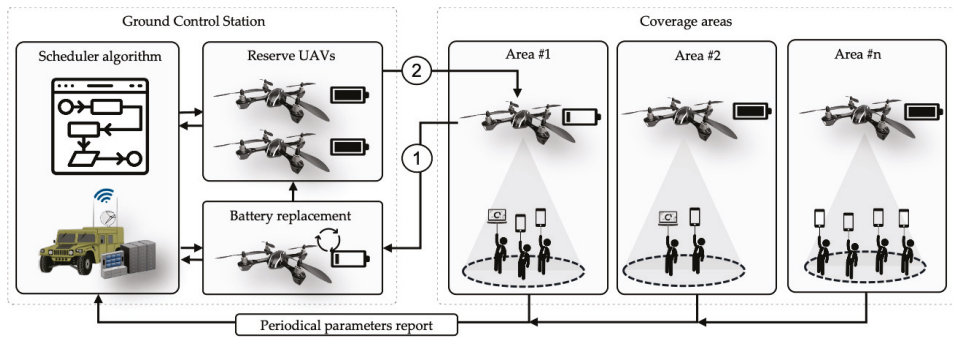 Ground Control Station
Coverage areas
Scheduler algorithm
Reserve UAVs
2
Area #1
Area #2
Area #n
1
Battery replacement
Periodical parameters report